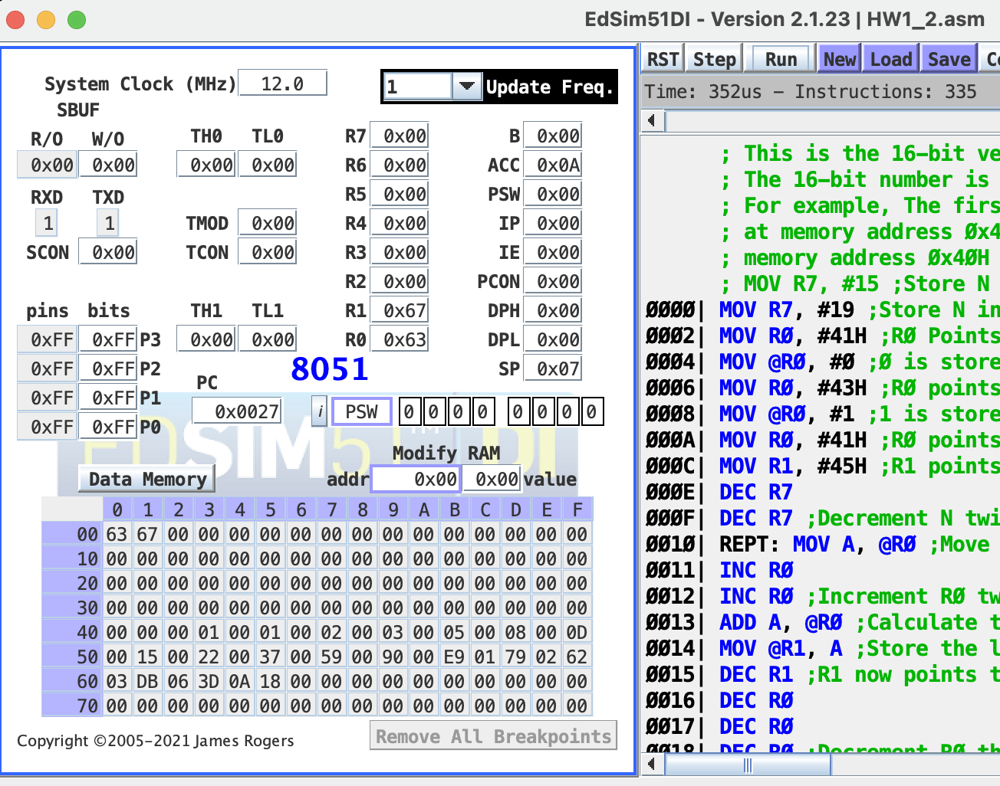 EdSim51DI - Version 2.1.23 | HW1_2.asm
System Clock (MHz) 12.0
1 Update Freq.
SBUF
R/O W/O TH0 TL0 R7 0x00 B 0x00
0x00 0x00 0x00 0x00 R6 0x00 ACC 0x0A
RXD TXD R5 0x00 PSW 0x00
1 1 TMOD 0x00 R4 0x00 IP 0x00
SCON 0x00 TCON 0x00 R3 0x00 IE 0x00
R2 0x00 PCON 0x00
pins bits TH1 TL1 R1 0x67 DPH 0x00
0xFF 0xFF P3 0x00 0x00 R0 0x63 DPL 0x00
0xFF 0xFF P2 8051 SP 0x07
PC
0xFF 0xFF P1 0x0027 i PSW 0 0 0 0 0 0 0 0
0xFF 0xFF P0
EDSIM51DI TM
Modify RAM
Data Memory addr 0x00 0x00 value
0 1 2 3 4 5 6 7 8 9 A B C D E F
00 63 67 00 00 00 00 00 00 00 00 00 00 00 00 00 00
10 00 00 00 00 00 00 00 00 00 00 00 00 00 00 00 00
20 00 00 00 00 00 00 00 00 00 00 00 00 00 00 00 00
30 00 00 00 00 00 00 00 00 00 00 00 00 00 00 00 00
40 00 00 00 01 00 01 00 02 00 03 00 05 00 08 00 0D
50 00 15 00 22 00 37 00 59 00 90 00 E9 01 79 02 62
60 03 DB 06 3D 0A 18 00 00 00 00 00 00 00 00 00 00
70 00 00 00 00 00 00 00 00 00 00 00 00 00 00 00 00
Copyright ©2005-2021 James Rogers
Remove All Breakpoints
RST Step Run New Load Save Co
Time: 352us - Instructions: 335
; This is the 16-bit ve
; The 16-bit number is
; For example, The firs
; at memory address 0x4
; memory address 0x40H
; MOV R7, #15 ;Store N
0000| MOV R7, #19 ;Store N in
0002| MOV R0, #41H ;R0 Points
0004| MOV @R0, #0 ;0 is store
0006| MOV R0, #43H ;R0 points
0008| MOV @R0, #1 ;1 is store
000A| MOV R0, #41H ;R0 points
000C| MOV R1, #45H ;R1 points
000E| DEC R7
000F| DEC R7 ;Decrement N twi
0010| REPT: MOV A, @R0 ;Move
0011| INC R0
0012| INC R0 ;Increment R0 tw
0013| ADD A, @R0 ;Calculate t
0014| MOV @R1, A ;Store the l
0015| DEC R1 ;R1 now points t
0016| DEC R0
0017| DEC R0
0018| DEC R0 ;Decrement R0 th